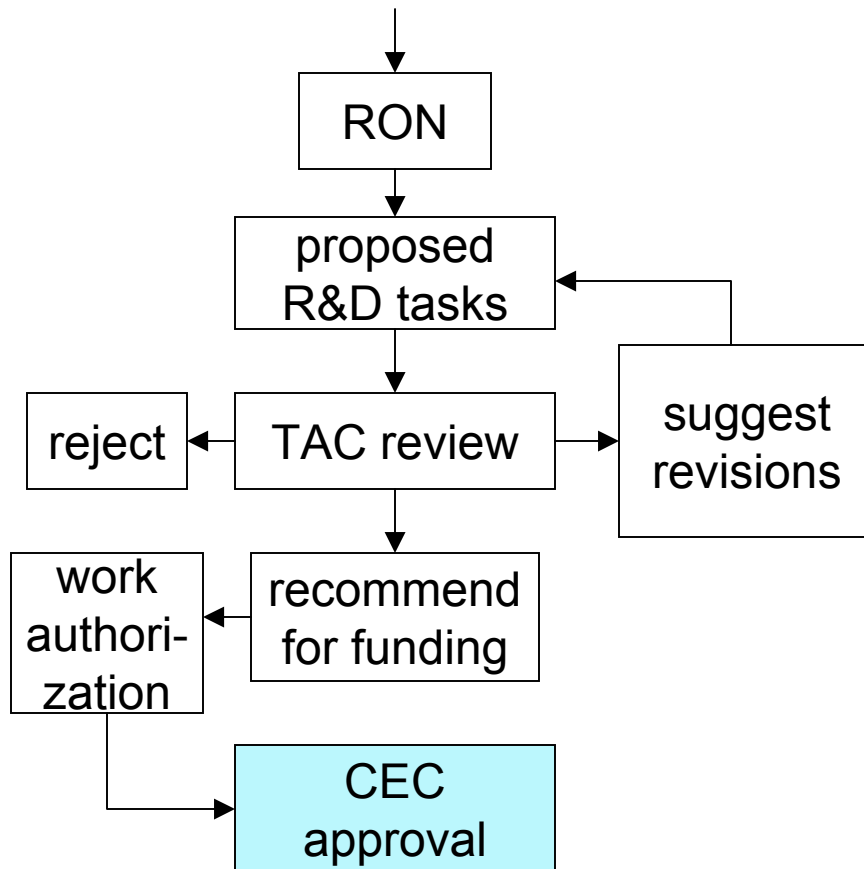 RON
proposed
R&D tasks
reject
TAC review
suggest
revisions
work
authori-
zation
recommend
for funding
CEC
approval